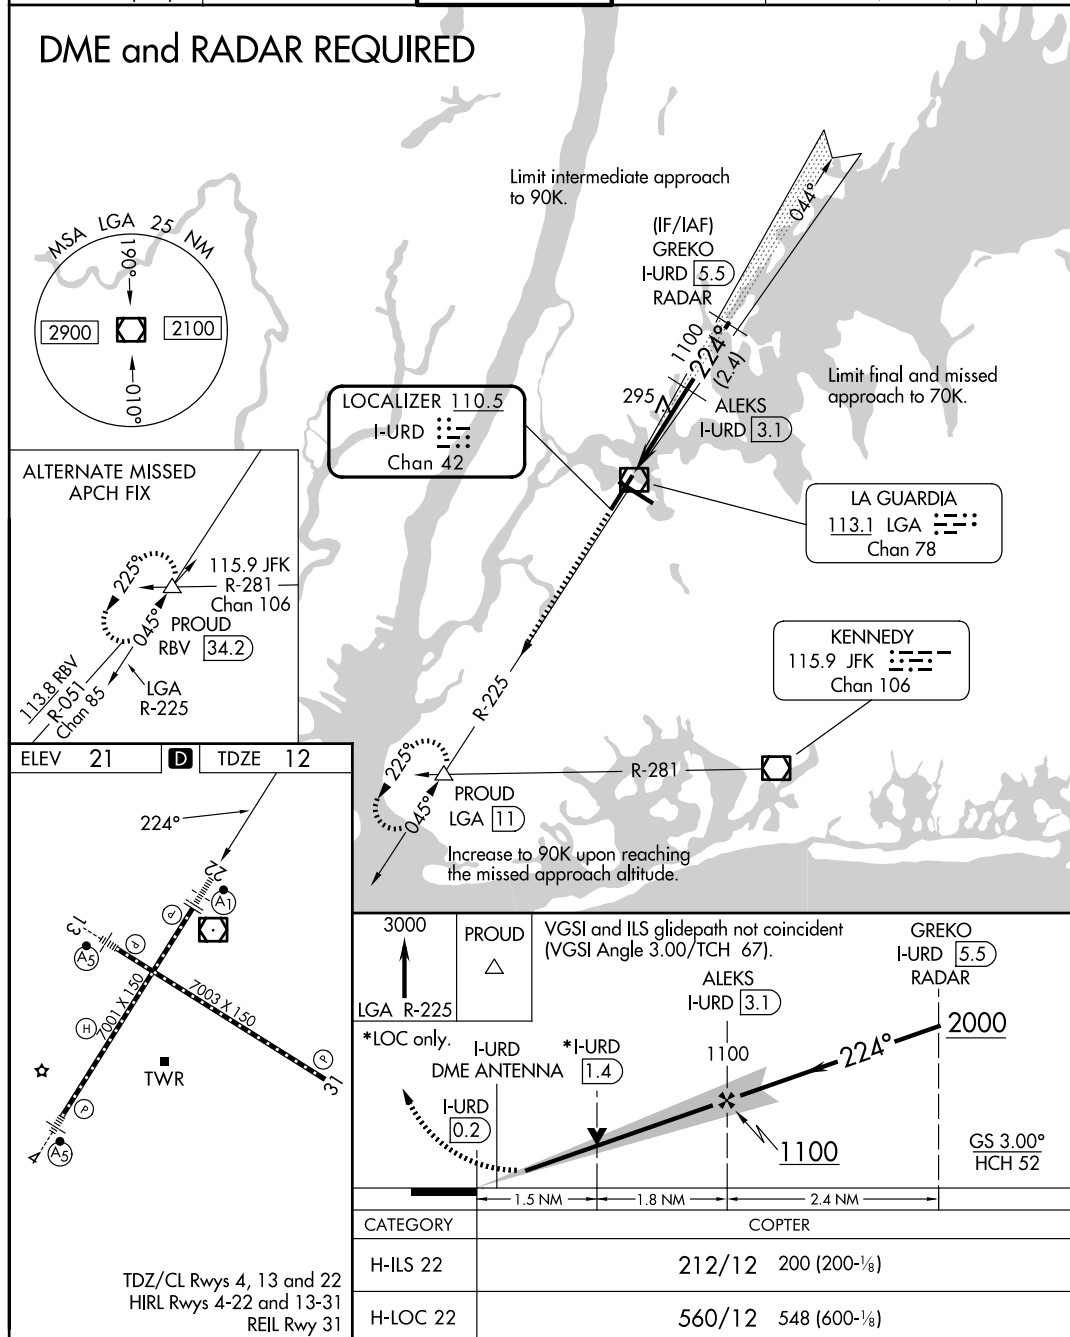 DME and RADAR REQUIRED
Limit intermediate approach
to 90K.
044°
(IF/IAF)
GREKO
I-URD 5.5
RADAR
MSA LGA 25 NM
190°
2900
2100
010°
1100
224°
(2.4)
295
Limit final and missed
approach to 70K.
ALEKS
I-URD 3.1
LOCALIZER 110.5
I-URD
Chan 42
LA GUARDIA
113.1 LGA
Chan 78
ALTERNATE MISSED
APCH FIX
225°
115.9 JFK
R-281
Chan 106
045°
PROUD
RBV 34.2
113.8 RBV
R-051
Chan 85
LGA
R-225
KENNEDY
115.9 JFK
Chan 106
R-225
225°
R-281
045°
PROUD
LGA 11
Increase to 90K upon reaching
the missed approach altitude.
ELEV 21
D
TDZE 12
224°
22
A1
P
13
P
A5
7001 X 150
7003 X 150
H
TWR
P
31
P
4
A5
TDZ/CL Rwys 4, 13 and 22
HIRL Rwys 4-22 and 13-31
REIL Rwy 31
3000
LGA R-225
PROUD
VGSI and ILS glidepath not coincident
(VGSI Angle 3.00/TCH 67).
GREKO
I-URD 5.5
RADAR
ALEKS
I-URD 3.1
*LOC only.
I-URD
DME ANTENNA
*I-URD
1.4
1100
224°
2000
I-URD
0.2
1100
GS 3.00°
HCH 52
1.5 NM
1.8 NM
2.4 NM
CATEGORY
COPTER
H-ILS 22
212/12 200 (200-⅛)
H-LOC 22
560/12 548 (600-⅛)